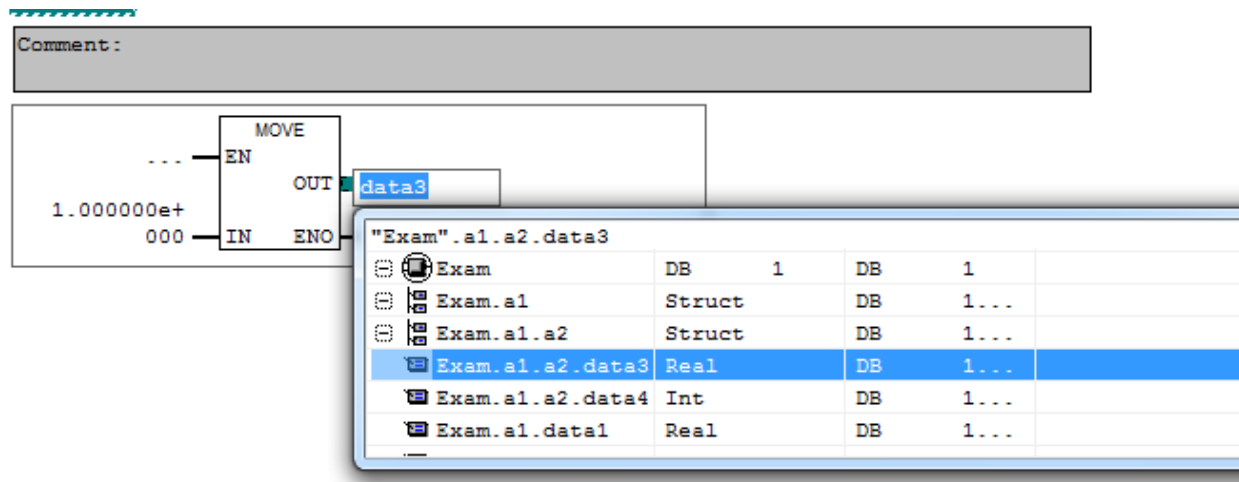 Comment:
MOVE
... EN
OUT data3
1.000000e+
000 IN ENO
"Exam".a1.a2.data3
Exam DB 1 DB 1
Exam.a1 Struct DB 1...
Exam.a1.a2 Struct DB 1...
Exam.a1.a2.data3 Real DB 1...
Exam.a1.a2.data4 Int DB 1...
Exam.a1.data1 Real DB 1...